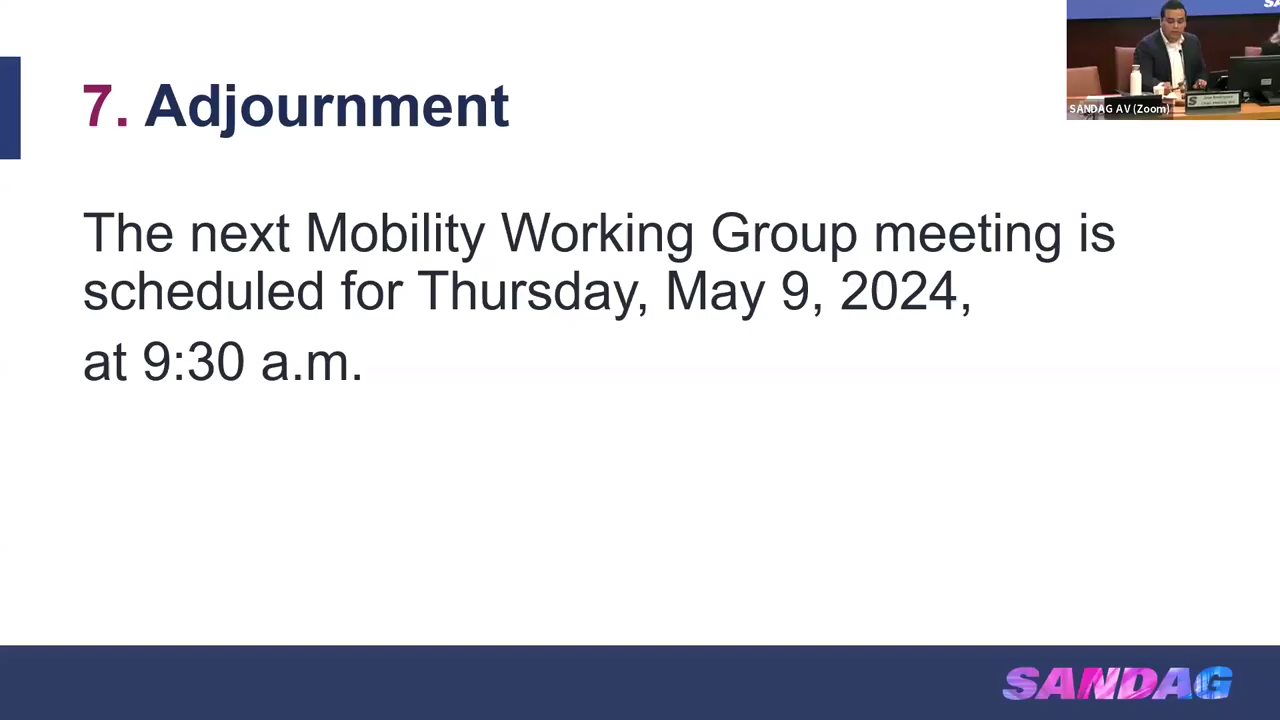 7. Adjournment
The next Mobility Working Group meeting is
scheduled for Thursday, May 9, 2024,
at 9:30 a.m.
SANDAG AV (Zoom)
SANDAG